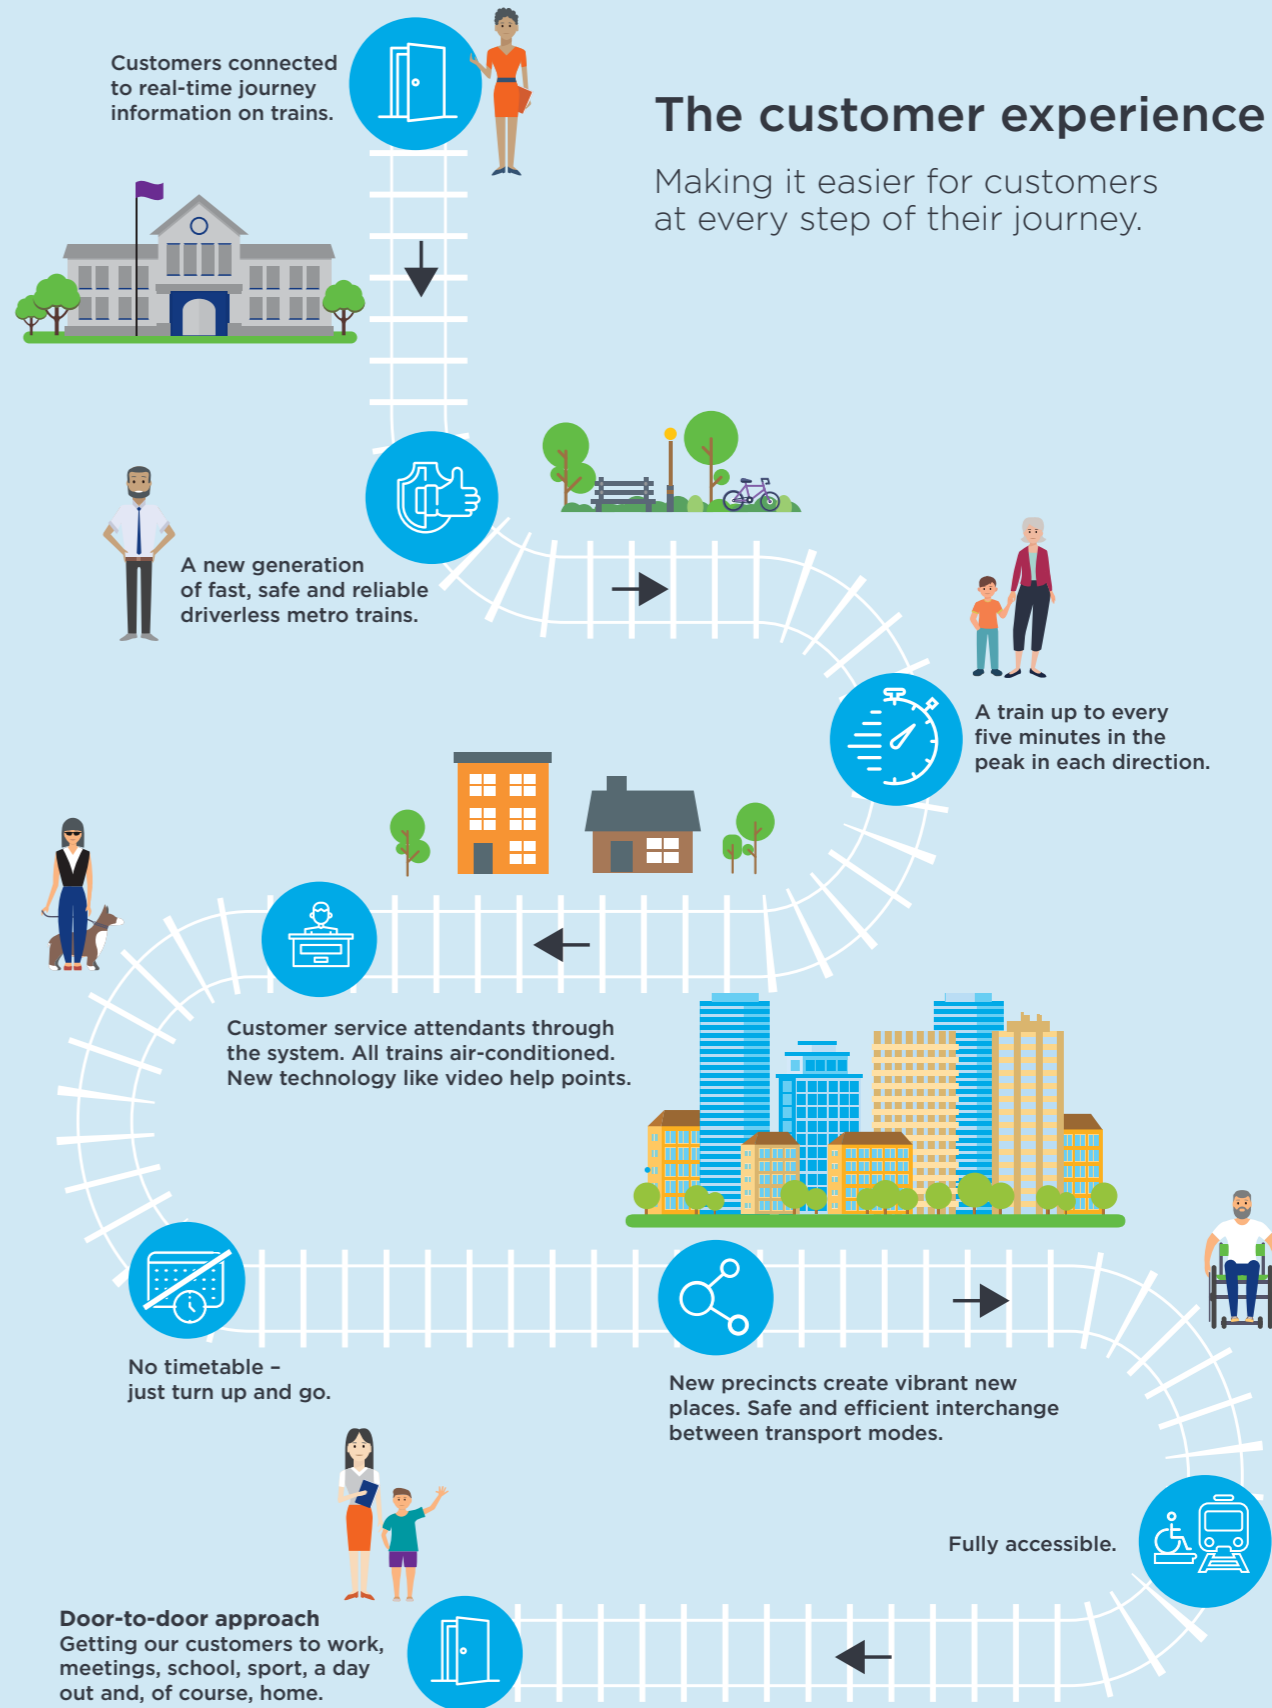 The customer experience
Making it easier for customers
at every step of their journey.
Customers connected
to real-time journey
information on trains.
A new generation
of fast, safe and reliable
driverless metro trains.
A train up to every
five minutes in the
peak in each direction.
Customer service attendants through
the system. All trains air-conditioned.
New technology like video help points.
No timetable –
just turn up and go.
New precincts create vibrant new
places. Safe and efficient interchange
between transport modes.
Fully accessible.
Door-to-door approach
Getting our customers to work,
meetings, school, sport, a day
out and, of course, home.